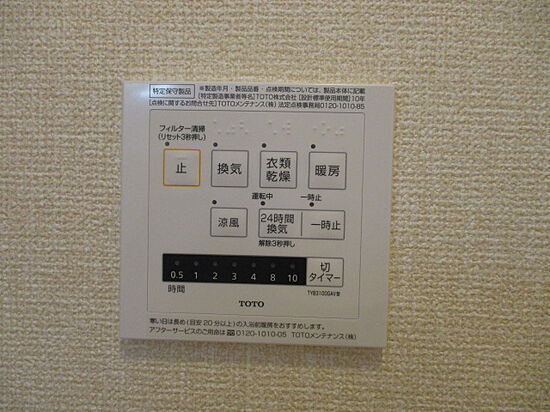 特定保守製品
※製造年月・製品品番・点検期間については、製品本体に記載
[特定製造事業者等名]TOTO株式会社 [設計標準使用期間]10年
[点検に関するお問合せ先]TOTOメンテナンス(株) 法定点検事務局0120-1010-85
フィルター清掃
(リセット3秒押し)
止
換気
衣類
乾燥
暖房
運転中
一時止
涼風
24時間
換気
一時止
解除3秒押し
0.5 1 2 3 4 8 10
時間
切
タイマー
TYB3100GAV型
TOTO
寒い日は長め(目安20分以上)の入浴前暖房をおすすめします。
アフターサービスのご用命は 0120-1010-05 TOTOメンテナンス(株)